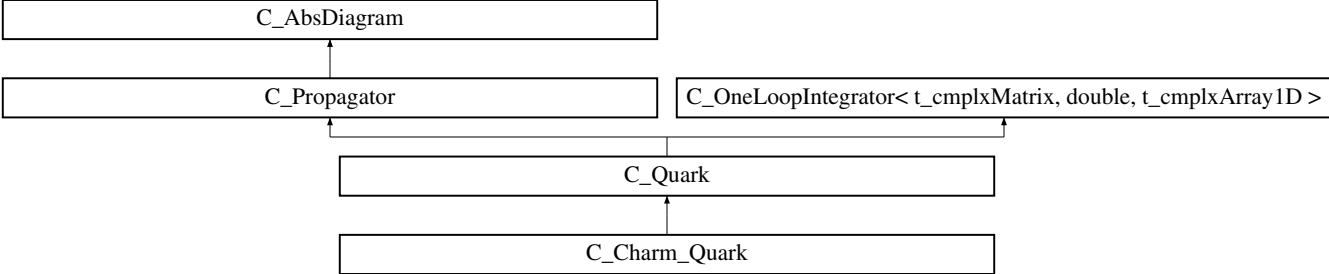 C_AbsDiagram
C_Propagator
C_OneLoopIntegrator< t_cmplxMatrix, double, t_cmplxArray1D >
C_Quark
C_Charm_Quark